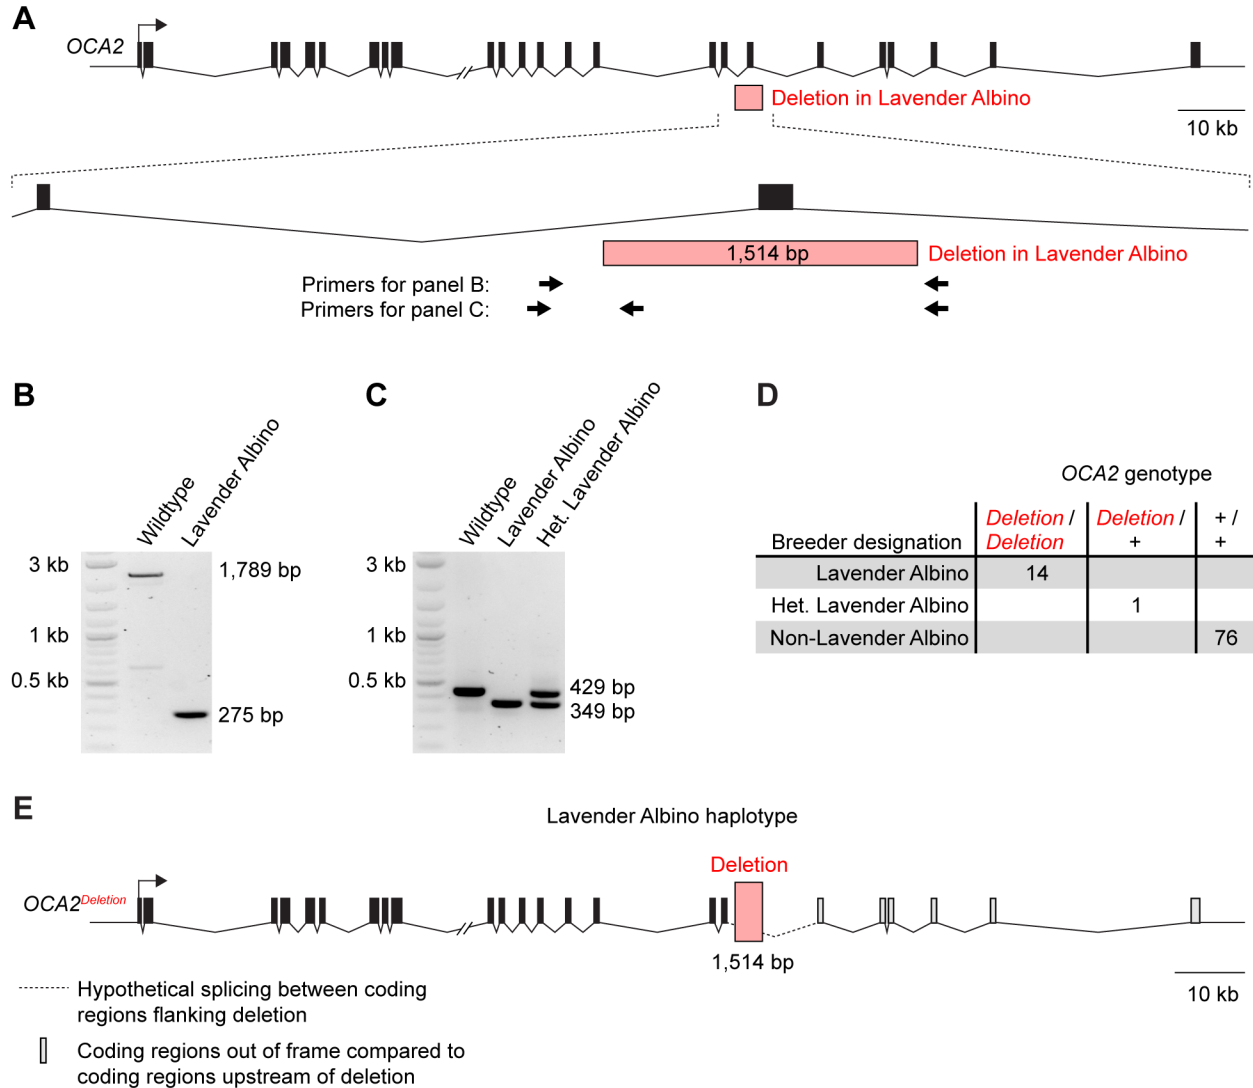 A
OCA2
Deletion in Lavender Albino
10 kb
1,514 bp
Deletion in Lavender Albino
Primers for panel B:
Primers for panel C:
B
Wildtype
Lavender Albino
3 kb
1 kb
0.5 kb
1,789 bp
275 bp
C
Wildtype
Lavender Albino
Het. Lavender Albino
3 kb
1 kb
0.5 kb
429 bp
349 bp
D
OCA2 genotype
Breeder designation
Deletion /
Deletion
Deletion /
+
+ /
+
Lavender Albino 14
Het. Lavender Albino 1
Non-Lavender Albino 76
E
Lavender Albino haplotype
Deletion
OCA2Deletion
1,514 bp
10 kb
Hypothetical splicing between coding
regions flanking deletion
Coding regions out of frame compared to
coding regions upstream of deletion